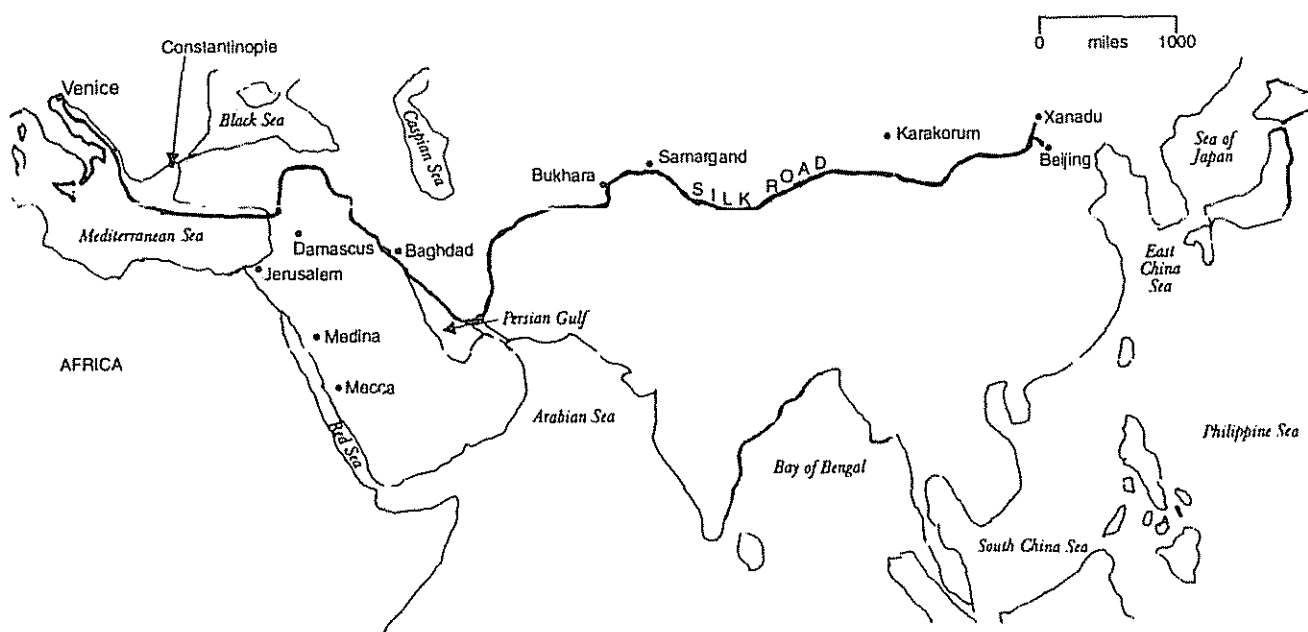 0 miles 1000
Constantinople
Venice
Black Sea
Caspian Sea
Xanadu
Karakorum
Beijing
Sea of
Japan
Samargand
Bukhara
SILK ROAD
Mediterranean Sea
Damascus
Baghdad
Jerusalem
East
China
Sea
Persian Gulf
Medina
AFRICA
Mecca
Arabian Sea
Red Sea
Bay of Bengal
Philippine Sea
South China Sea